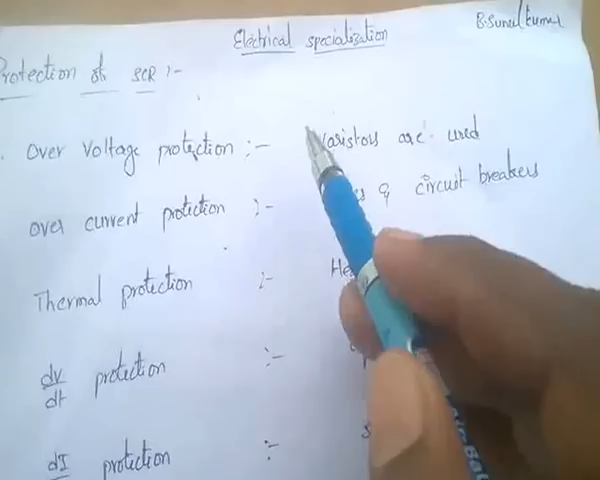 Electrical specialization
B.Sunil kumar
Protection of SCR :-
Over Voltage protection :- Varistors are used
Over current protection :- & circuit breakers
Thermal protection :- He
dv/dt protection :-
dI protection :